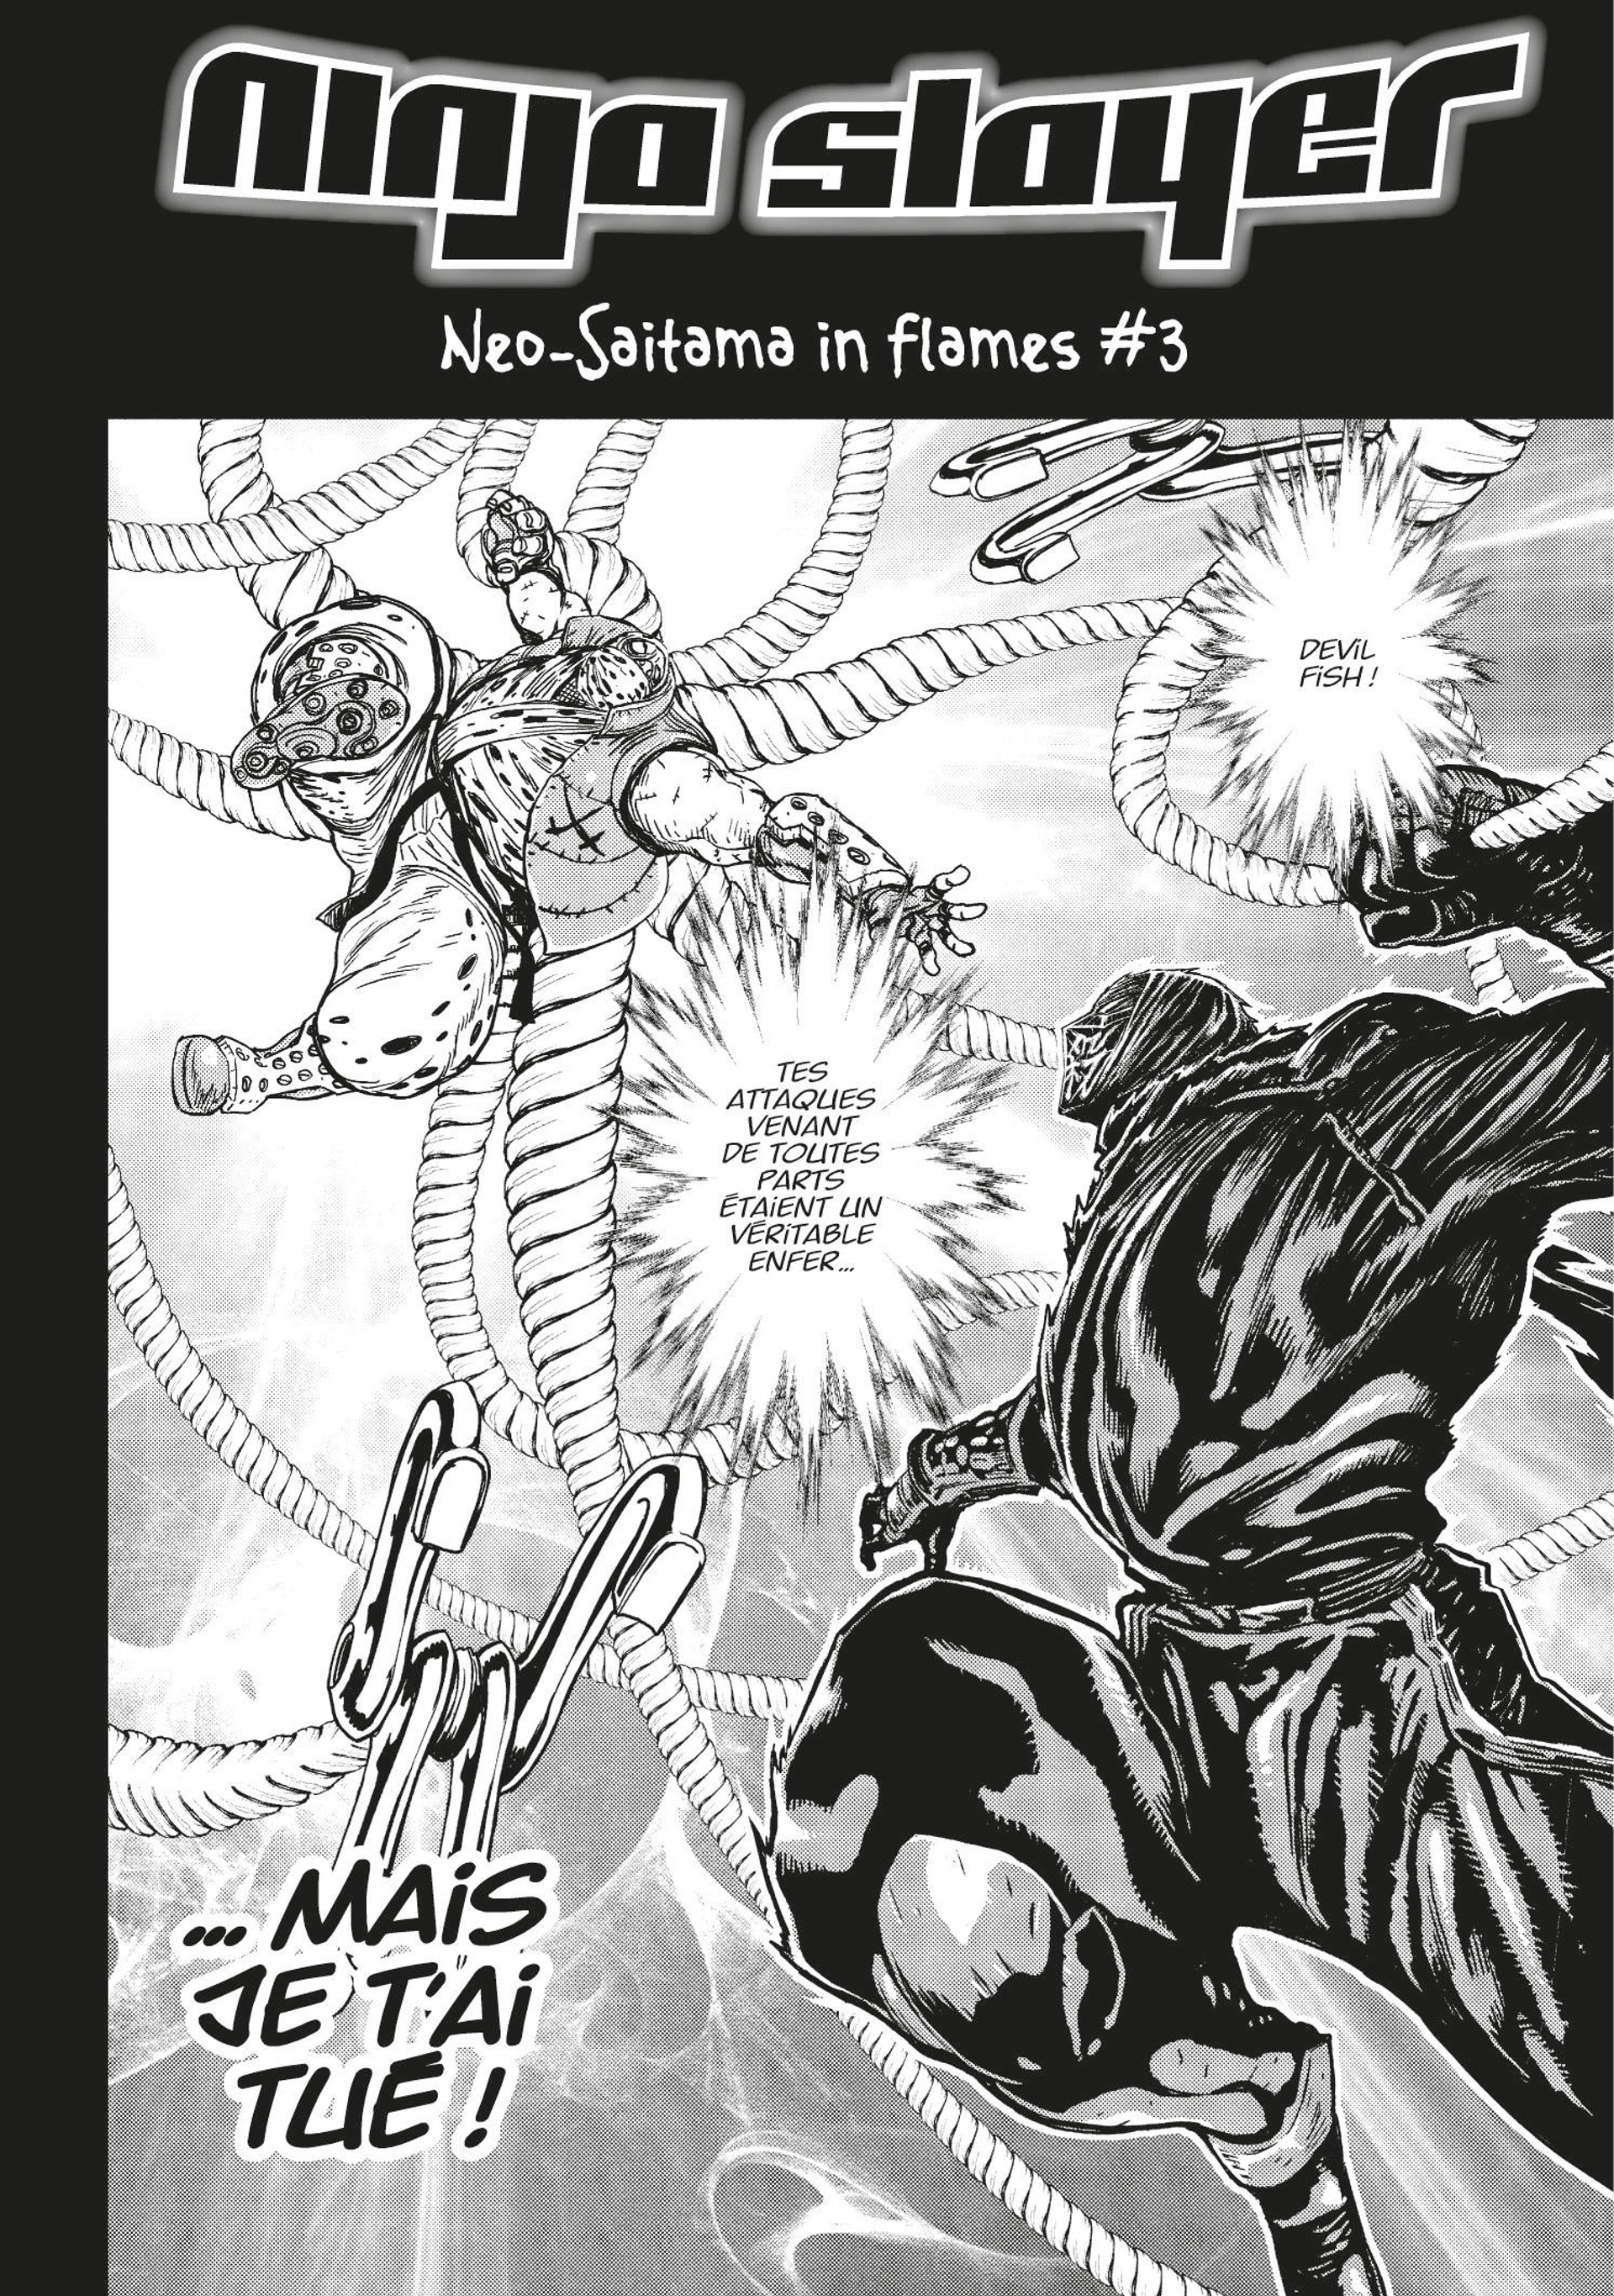 ninja slayer
Neo-Saitama in flames #3
DEVIL
FISH !
TES
ATTAQUES
VENANT
DE TOUTES
PARTS
ÉTAIENT UN
VÉRITABLE
ENFER...
... MAIS
JE T'AI
TUÉ !